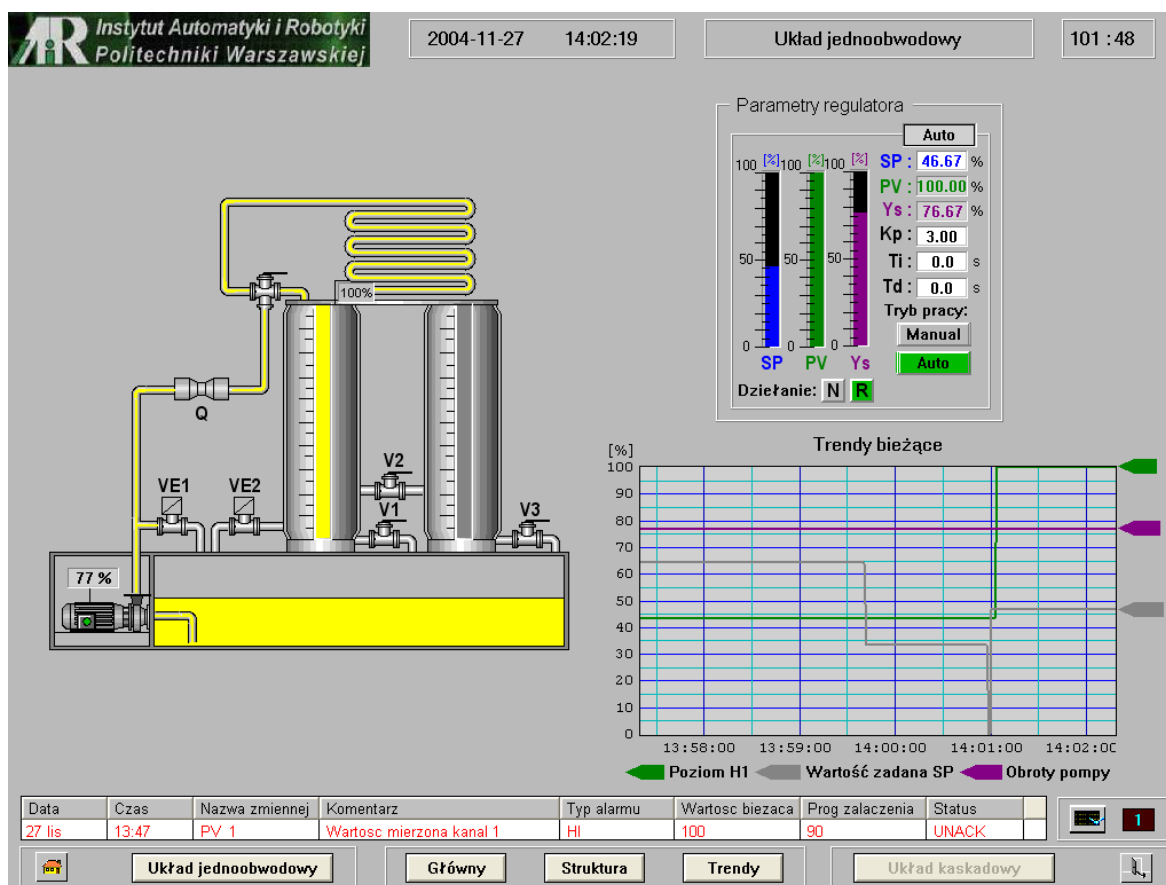 AiR Instytut Automatyki i Robotyki
Politechniki Warszawskiej
2004-11-27 14:02:19
Układ jednoobwodowy
101 : 48
Parametry regulatora
Auto
100 [%] 100 [%] 100 [%]
SP : 46.67 %
PV : 100.00 %
Ys : 76.67 %
Kp : 3.00
50 50 50
Ti : 0.0 s
Td : 0.0 s
Tryb pracy:
Manual
0 0 0
SP PV Ys
Auto
Dziełanie: N R
100%
Q
VE1 VE2 V2 V1 V3
77 %
Trendy bieżące
[%]
100
90
80
70
60
50
40
30
20
10
0
13:58:00 13:59:00 14:00:00 14:01:00 14:02:0C
Poziom H1 Wartość zadana SP Obroty pompy
Data Czas Nazwa zmiennej Komentarz Typ alarmu Wartosc biezaca Prog zalaczenia Status
27 lis 13:47 PV_1 Wartosc mierzona kanal 1 HI 100 90 UNACK
1
Układ jednoobwodowy Główny Struktura Trendy Układ kaskadowy